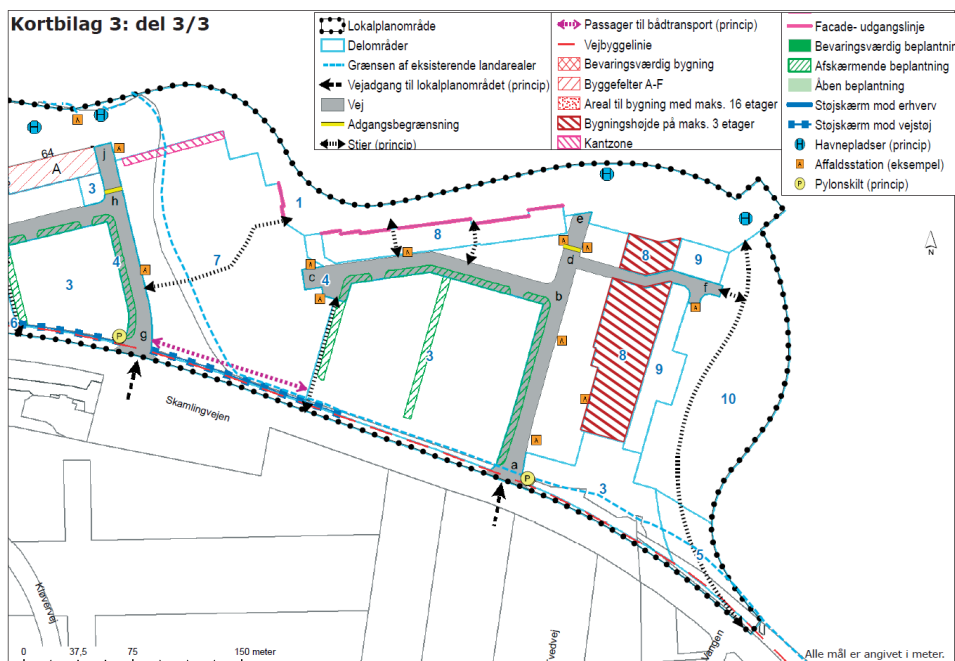 Kortbilag 3: del 3/3
Lokalplanområde
Delområder
Grænsen af eksisterende landarealer
Vejadgang til lokalplanområdet (princip)
Vej
Adgangsbegrænsning
Stier (princip)
Passager til bådtransport (princip)
Vejbyggelinie
Bevaringsværdig bygning
Byggefelter A-F
Areal til bygning med maks. 16 etager
Bygningshøjde på maks. 3 etager
Kantzone
Facade- udgangslinje
Bevaringsværdig beplantnin
Afskærmende beplantning
Åben beplantning
Støjskærm mod erhverv
Støjskærm mod vejstøj
H Havnepladser (princip)
Affaldsstation (eksempel)
P Pylonskilt (princip)
H
H
H
H
64
A
j
3
h
1
7
4
3
6
P
g
c
4
8
e
d
b
8
9
f
3
8
9
10
a
P
3
5
N
Skamlingvejen
Kløvervej
Vangen
0 37,5 75 150 meter
Alle mål er angivet i meter.